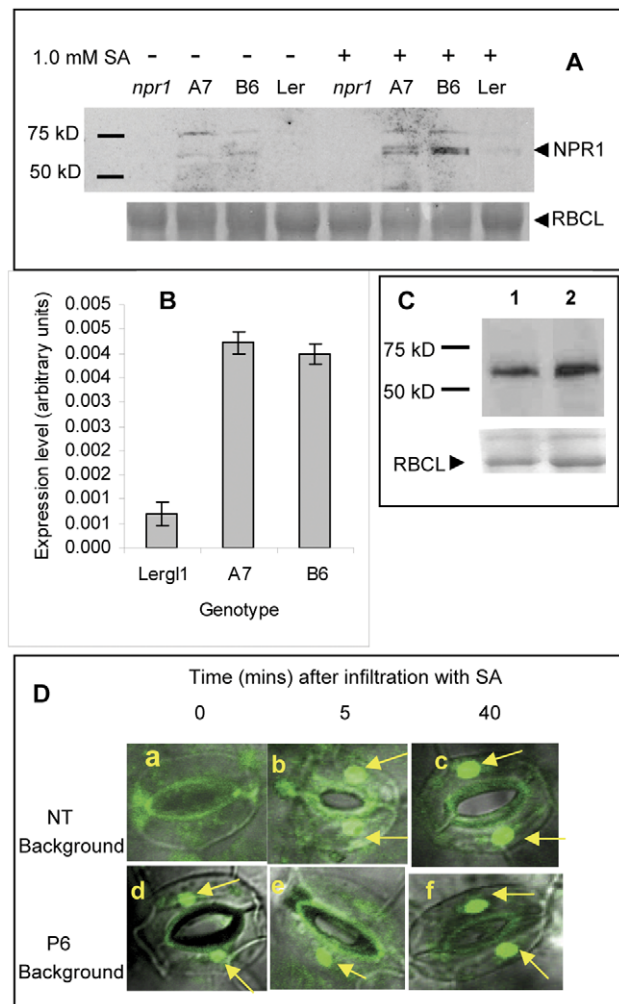 1.0 mM SA - - - - + + + + A
npr1 A7 B6 Ler npr1 A7 B6 Ler
75 kD
NPR1
50 kD
RBCL
B
Expression level (arbitrary units)
0.005
0.005
0.004
0.004
0.003
0.003
0.002
0.002
0.001
0.001
0.000
Lergl1 A7 B6
Genotype
C
1 2
75 kD
50 kD
RBCL
D
Time (mins) after infiltration with SA
0 5 40
NT
Background
a b c
P6
Background
d e f